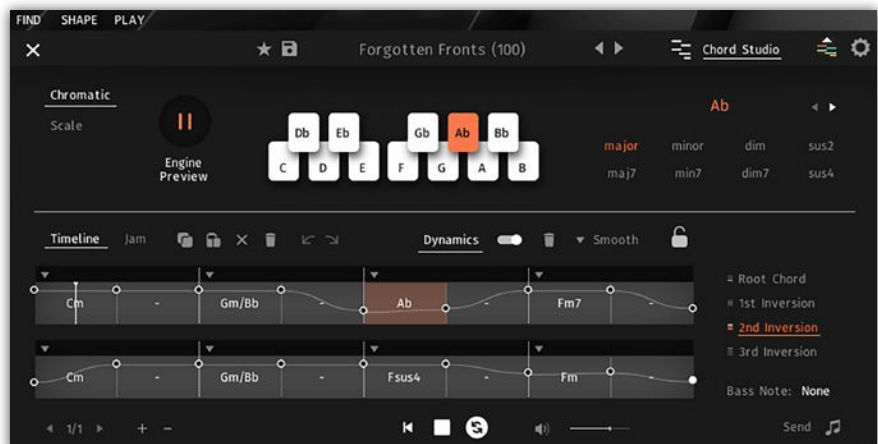 FIND SHAPE PLAY
Forgotten Fronts (100) Chord Studio
Chromatic
Scale
Engine
Preview
Db Eb Gb Ab Bb
C D E F G A B
Ab
major minor dim sus2
maj7 min7 dim7 sus4
Timeline Jam Dynamics Smooth
Cm - Gm/Bb - Ab - Fm7 -
Cm - Gm/Bb - Fsus4 - Fm -
Root Chord
1st Inversion
2nd Inversion
3rd Inversion
Bass Note: None
1/1 + - Send